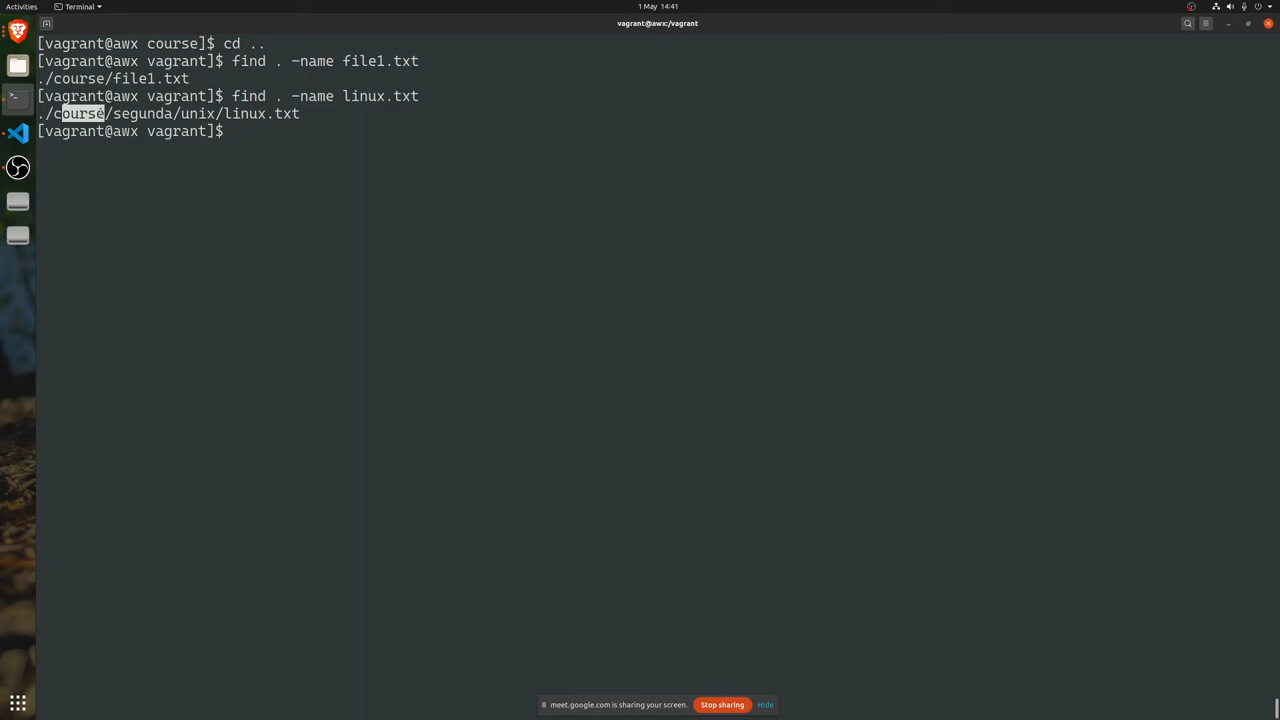 Activities
Terminal
1 May 14:41
vagrant@awx:/vagrant
[vagrant@awx course]$ cd ..
[vagrant@awx vagrant]$ find . -name file1.txt
./course/file1.txt
[vagrant@awx vagrant]$ find . -name linux.txt
./course/segunda/unix/linux.txt
[vagrant@awx vagrant]$
meet.google.com is sharing your screen.
Stop sharing
Hide